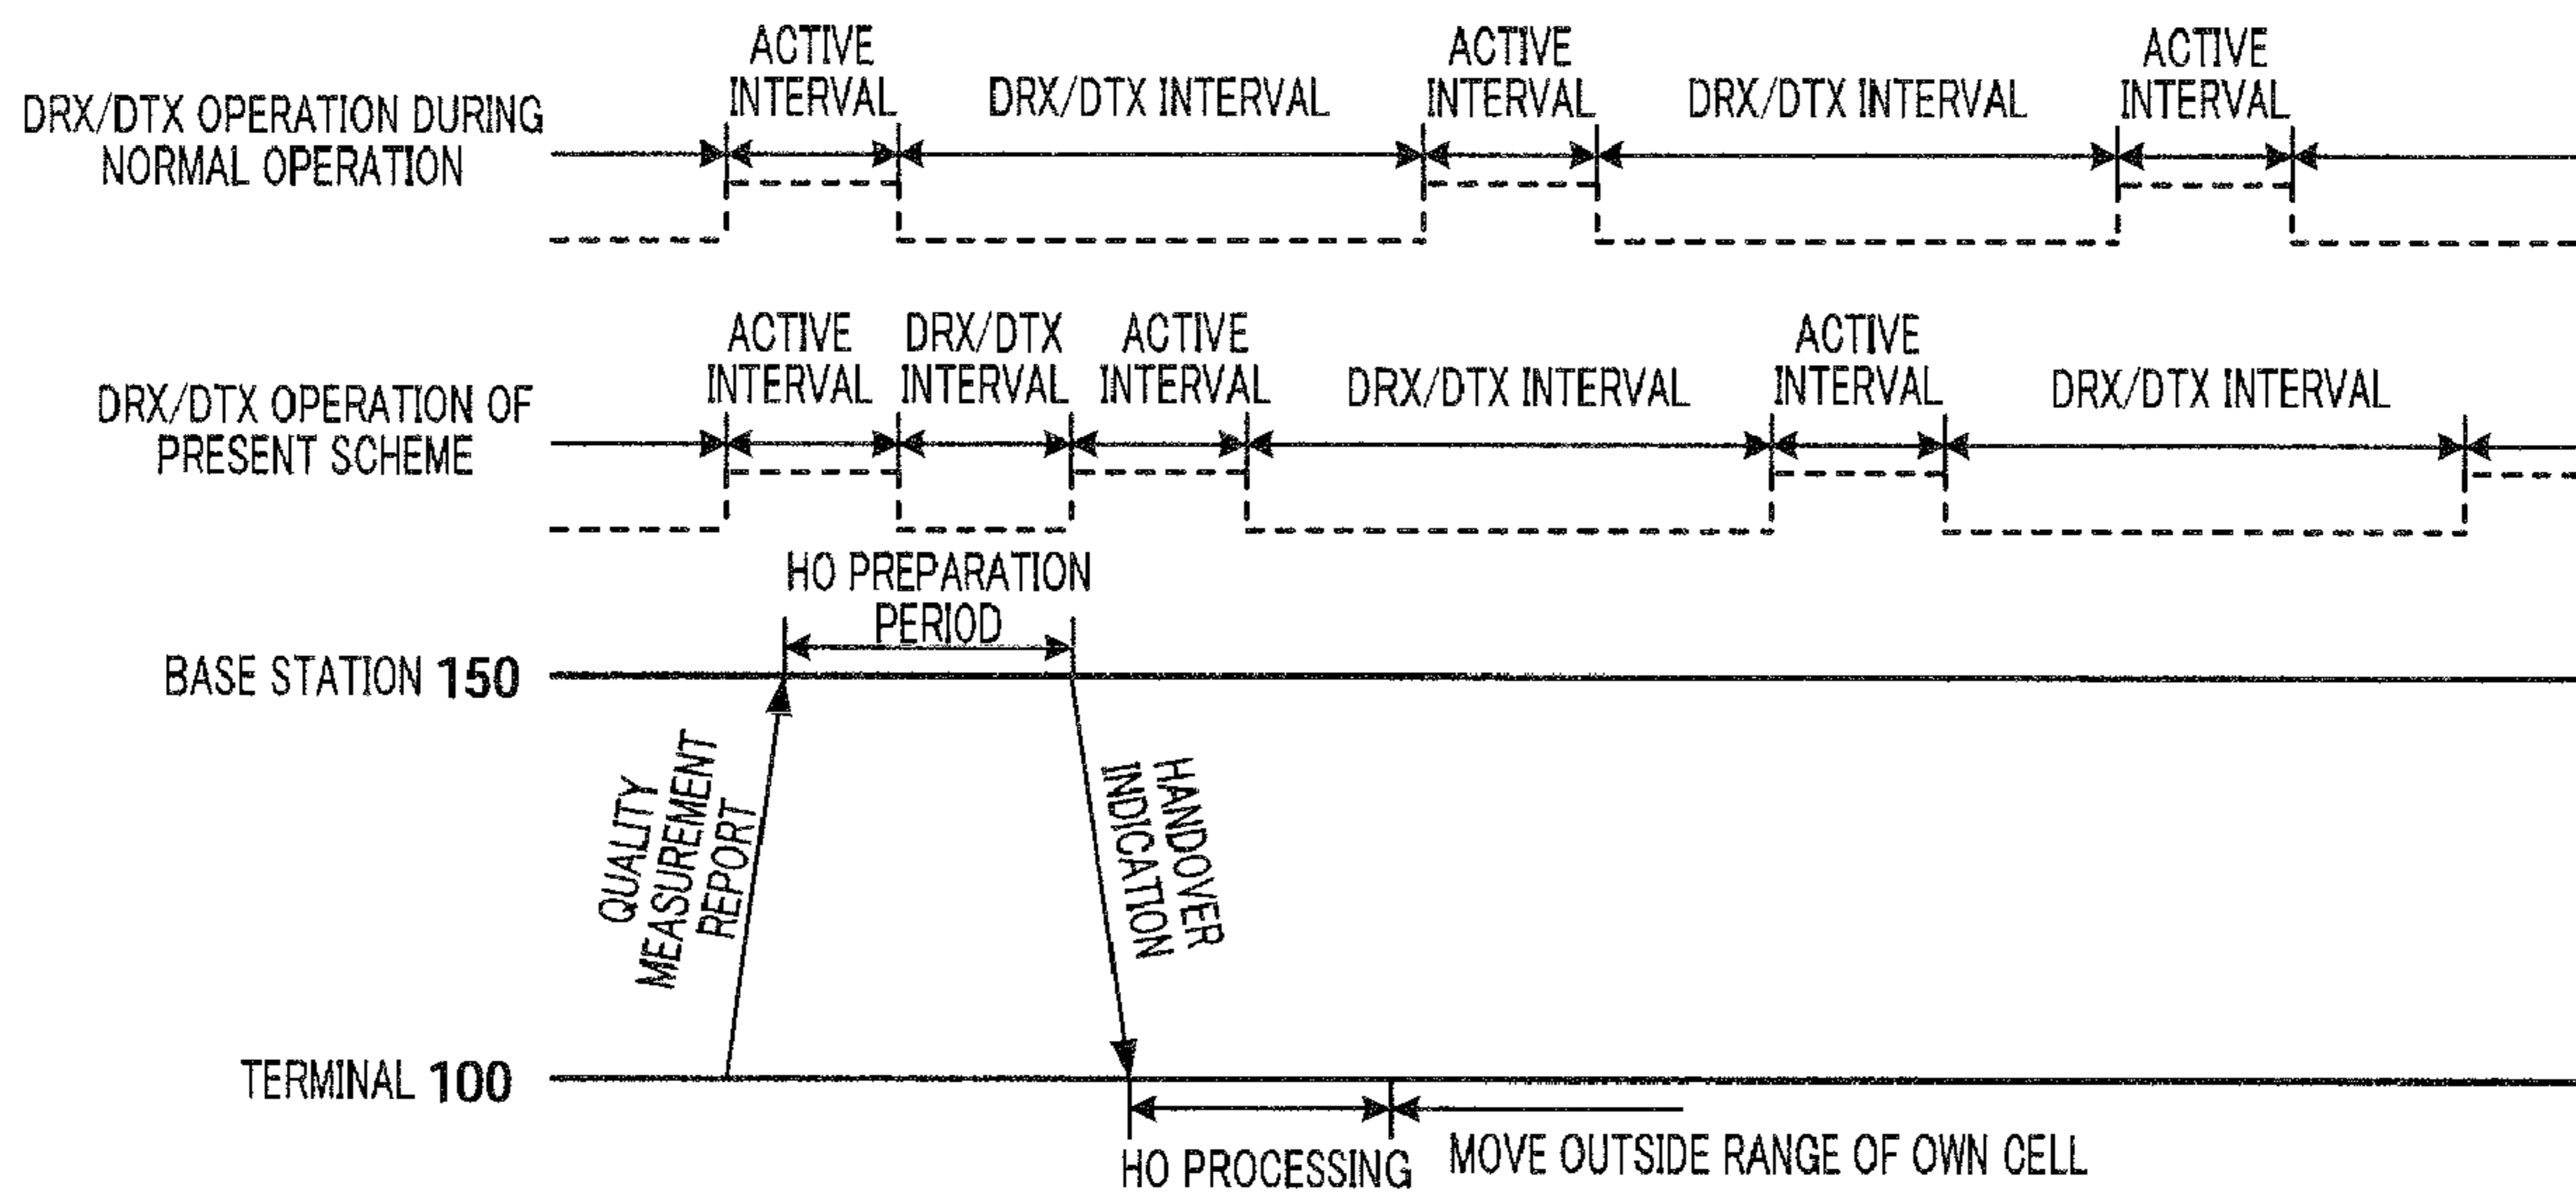 ACTIVE
INTERVAL
DRX/DTX INTERVAL
ACTIVE
INTERVAL
DRX/DTX INTERVAL
ACTIVE
INTERVAL
DRX/DTX OPERATION DURING
NORMAL OPERATION
ACTIVE
INTERVAL
DRX/DTX
INTERVAL
ACTIVE
INTERVAL
DRX/DTX INTERVAL
ACTIVE
INTERVAL
DRX/DTX INTERVAL
DRX/DTX OPERATION OF
PRESENT SCHEME
HO PREPARATION
PERIOD
BASE STATION 150
QUALITY
MEASUREMENT
REPORT
HANDOVER
INDICATION
TERMINAL 100
HO PROCESSING
MOVE OUTSIDE RANGE OF OWN CELL